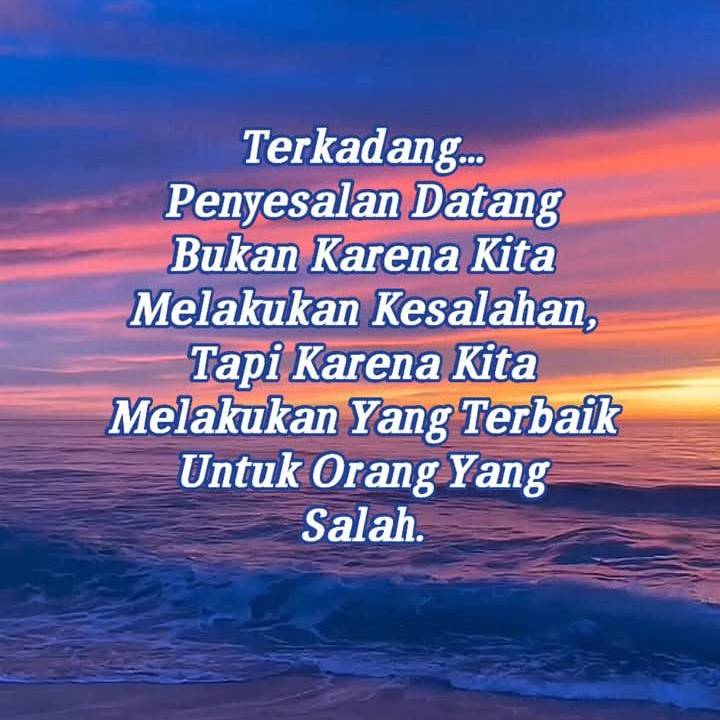 Terkadang...
Penyesalan Datang
Bukan Karena Kita
Melakukan Kesalahan,
Tapi Karena Kita
Melakukan Yang Terbaik
Untuk Orang Yang
Salah.